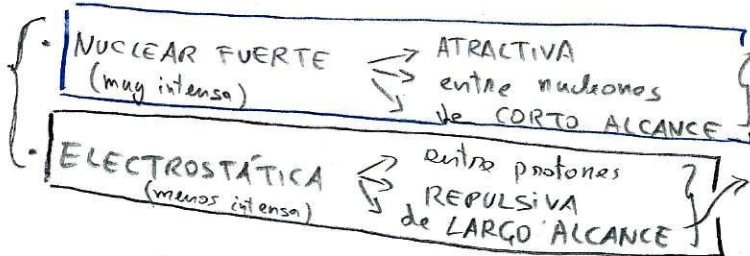 · NUCLEAR FUERTE → ATRACTIVA
(muy intensa) → entre nucleones
→ de CORTO ALCANCE
· ELECTROSTÁTICA → entre protones
(menos intensa) → REPULSIVA
→ de LARGO ALCANCE